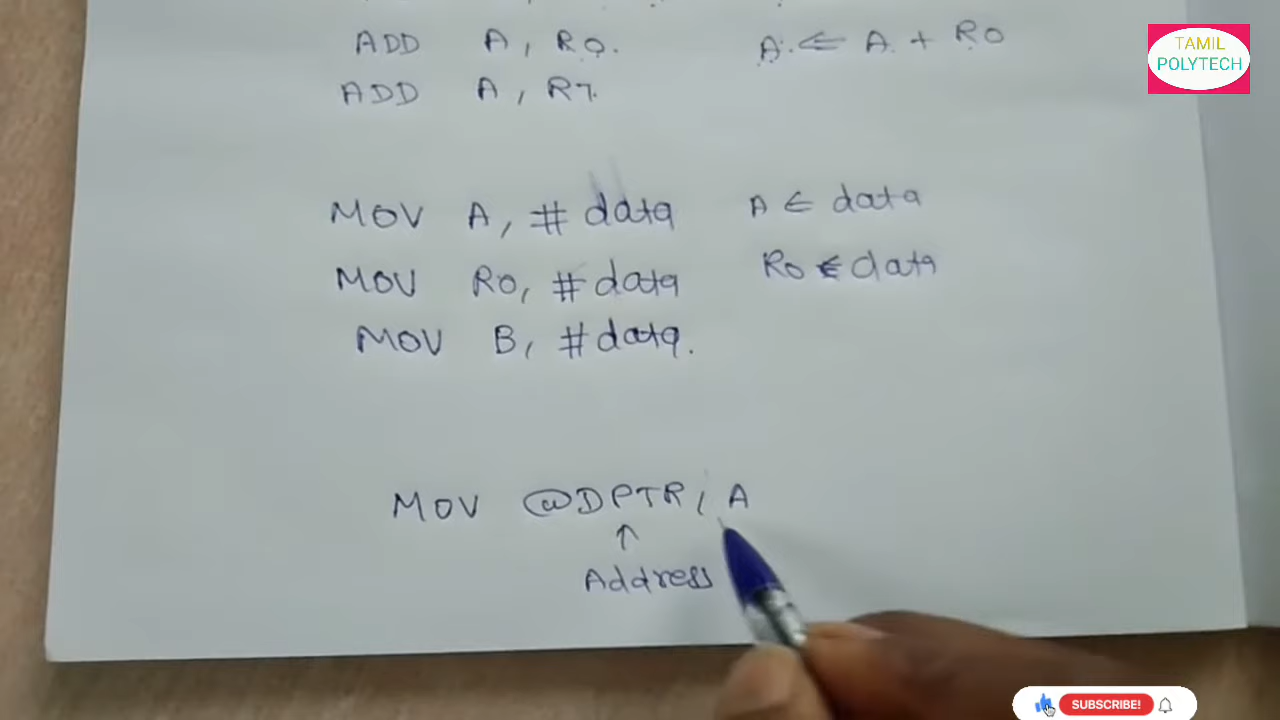 ADD A, R0. A. ⇐ A + R0
ADD A, R7.
MOV A, # data A ⇐ data
MOV R0, # data R0 ⇐ data
MOV B, # data.
MOV @DPTR, A
↑
Address
TAMIL
POLYTECH
SUBSCRIBE!